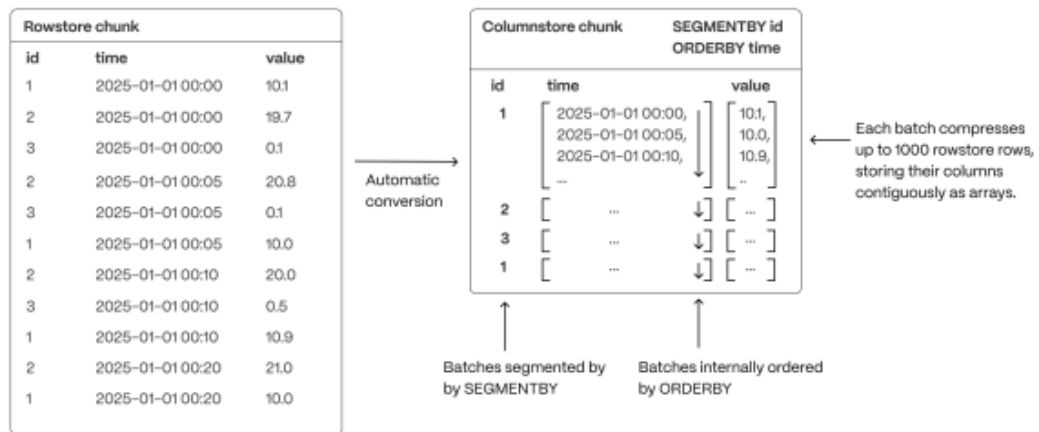 Rowstore chunk
id time value
1 2025-01-01 00:00 10.1
2 2025-01-01 00:00 19.7
3 2025-01-01 00:00 0.1
2 2025-01-01 00:05 20.8
3 2025-01-01 00:05 0.1
1 2025-01-01 00:05 10.0
2 2025-01-01 00:10 20.0
3 2025-01-01 00:10 0.5
1 2025-01-01 00:10 10.9
2 2025-01-01 00:20 21.0
1 2025-01-01 00:20 10.0
Automatic
conversion
Columnstore chunk SEGMENTBY id
ORDERBY time
id time value
1 [ 2025-01-01 00:00, ↓ ] [ 10.1, ]
2025-01-01 00:05, 10.0,
2025-01-01 00:10, 10.9,
... ..
2 [ ... ↓ ] [ ... ]
3 [ ... ↓ ] [ ... ]
1 [ ... ↓ ] [ ... ]
Each batch compresses
up to 1000 rowstore rows,
storing their columns
contiguously as arrays.
Batches segmented by
by SEGMENTBY
Batches internally ordered
by ORDERBY